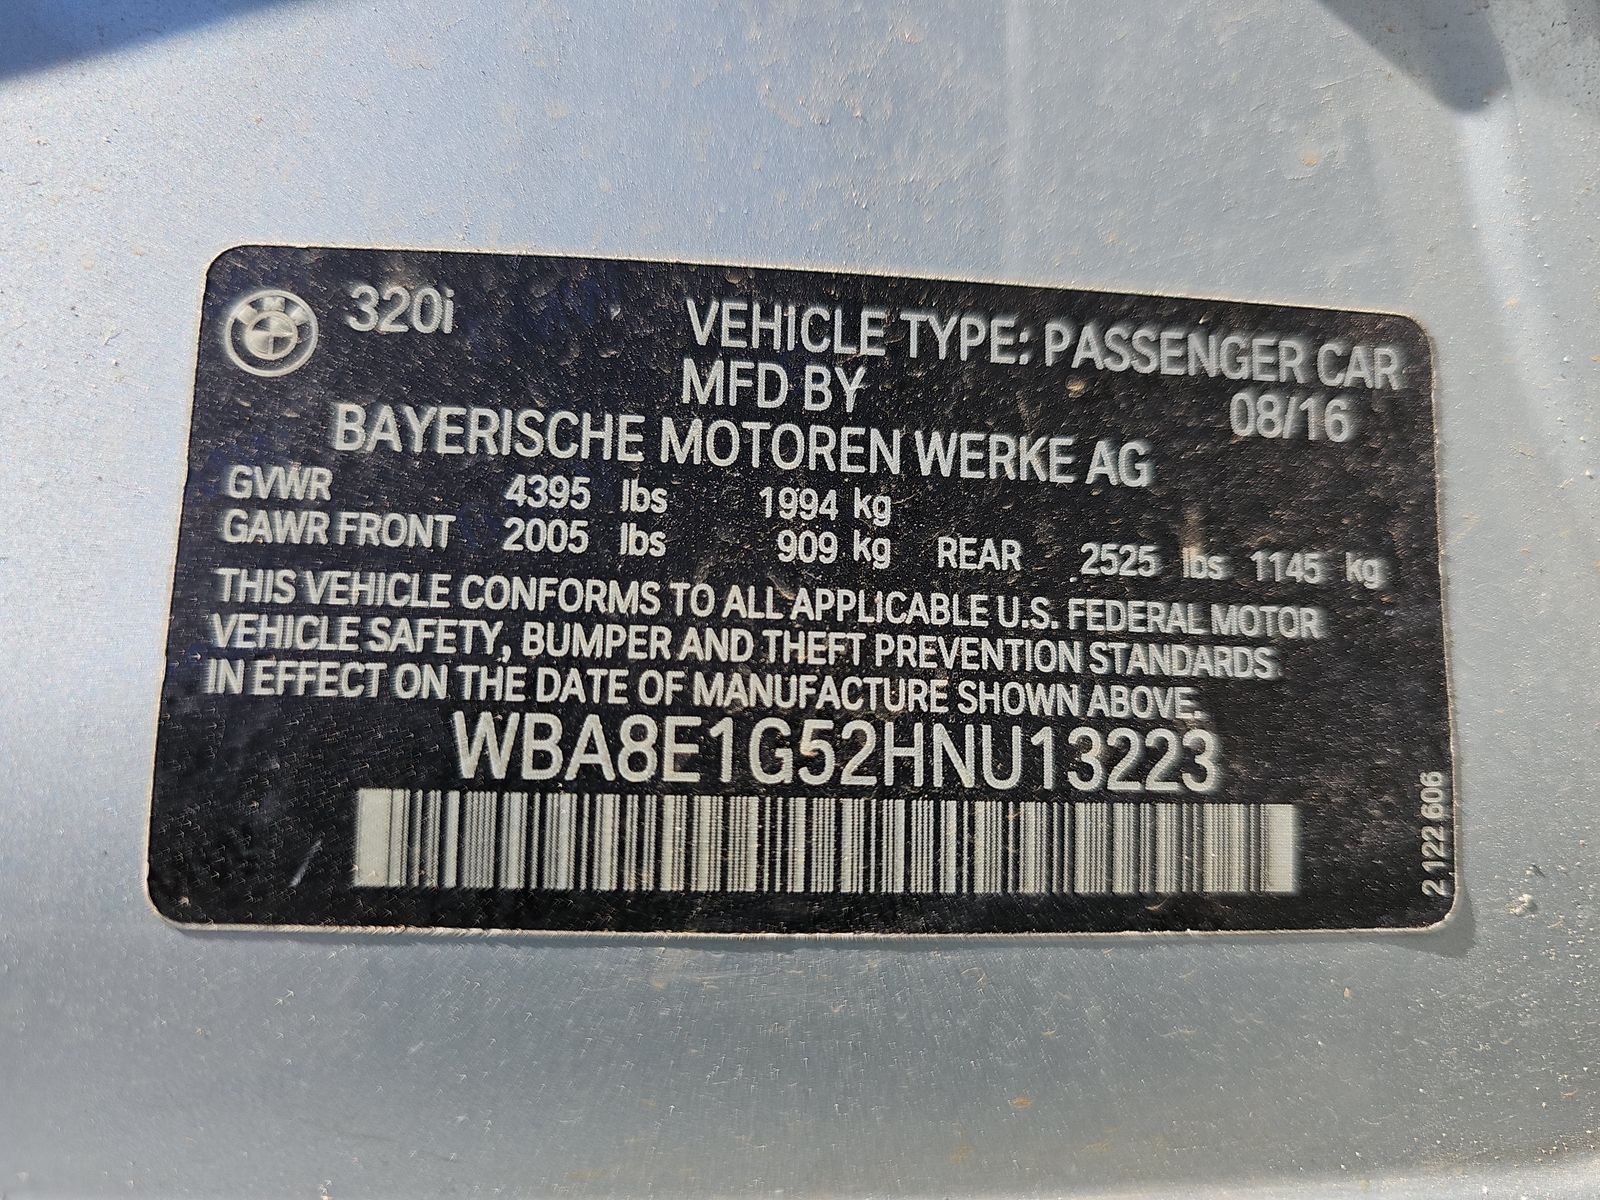 BMW 320i VEHICLE TYPE: PASSENGER CAR
MFD BY 08/16
BAYERISCHE MOTOREN WERKE AG
GVWR 4395 lbs 1994 kg
GAWR FRONT 2005 lbs 909 kg REAR 2525 lbs 1145 kg
THIS VEHICLE CONFORMS TO ALL APPLICABLE U.S. FEDERAL MOTOR
VEHICLE SAFETY, BUMPER AND THEFT PREVENTION STANDARDS
IN EFFECT ON THE DATE OF MANUFACTURE SHOWN ABOVE.
WBA8E1G52HNU13223
2 122 606